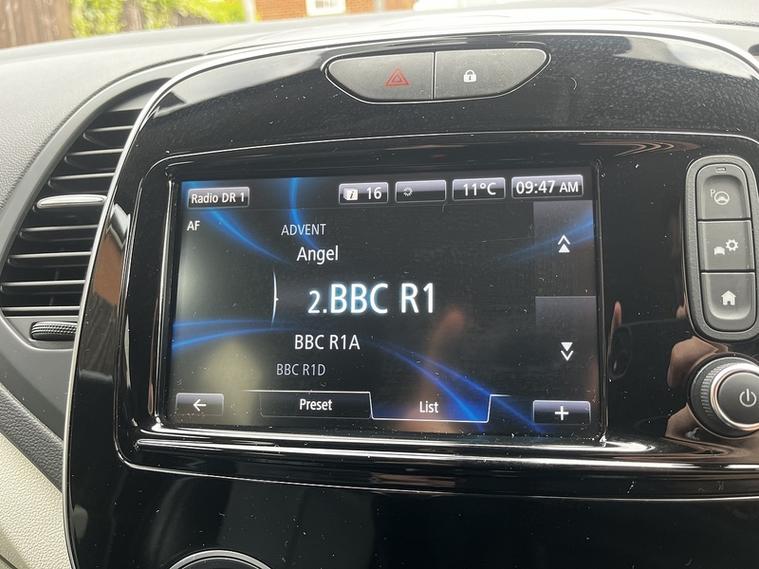 Radio DR 1
16
11°C
09:47 AM
AF
ADVENT
Angel
2.BBC R1
BBC R1A
BBC R1D
Preset
List
+
P